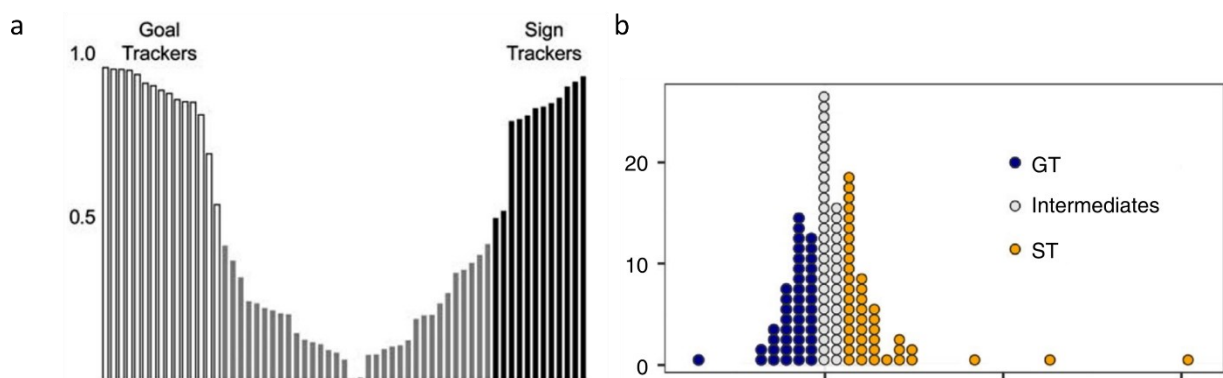 a
Goal
Trackers
Sign
Trackers
1.0
0.5
b
20
10
0
GT
Intermediates
ST